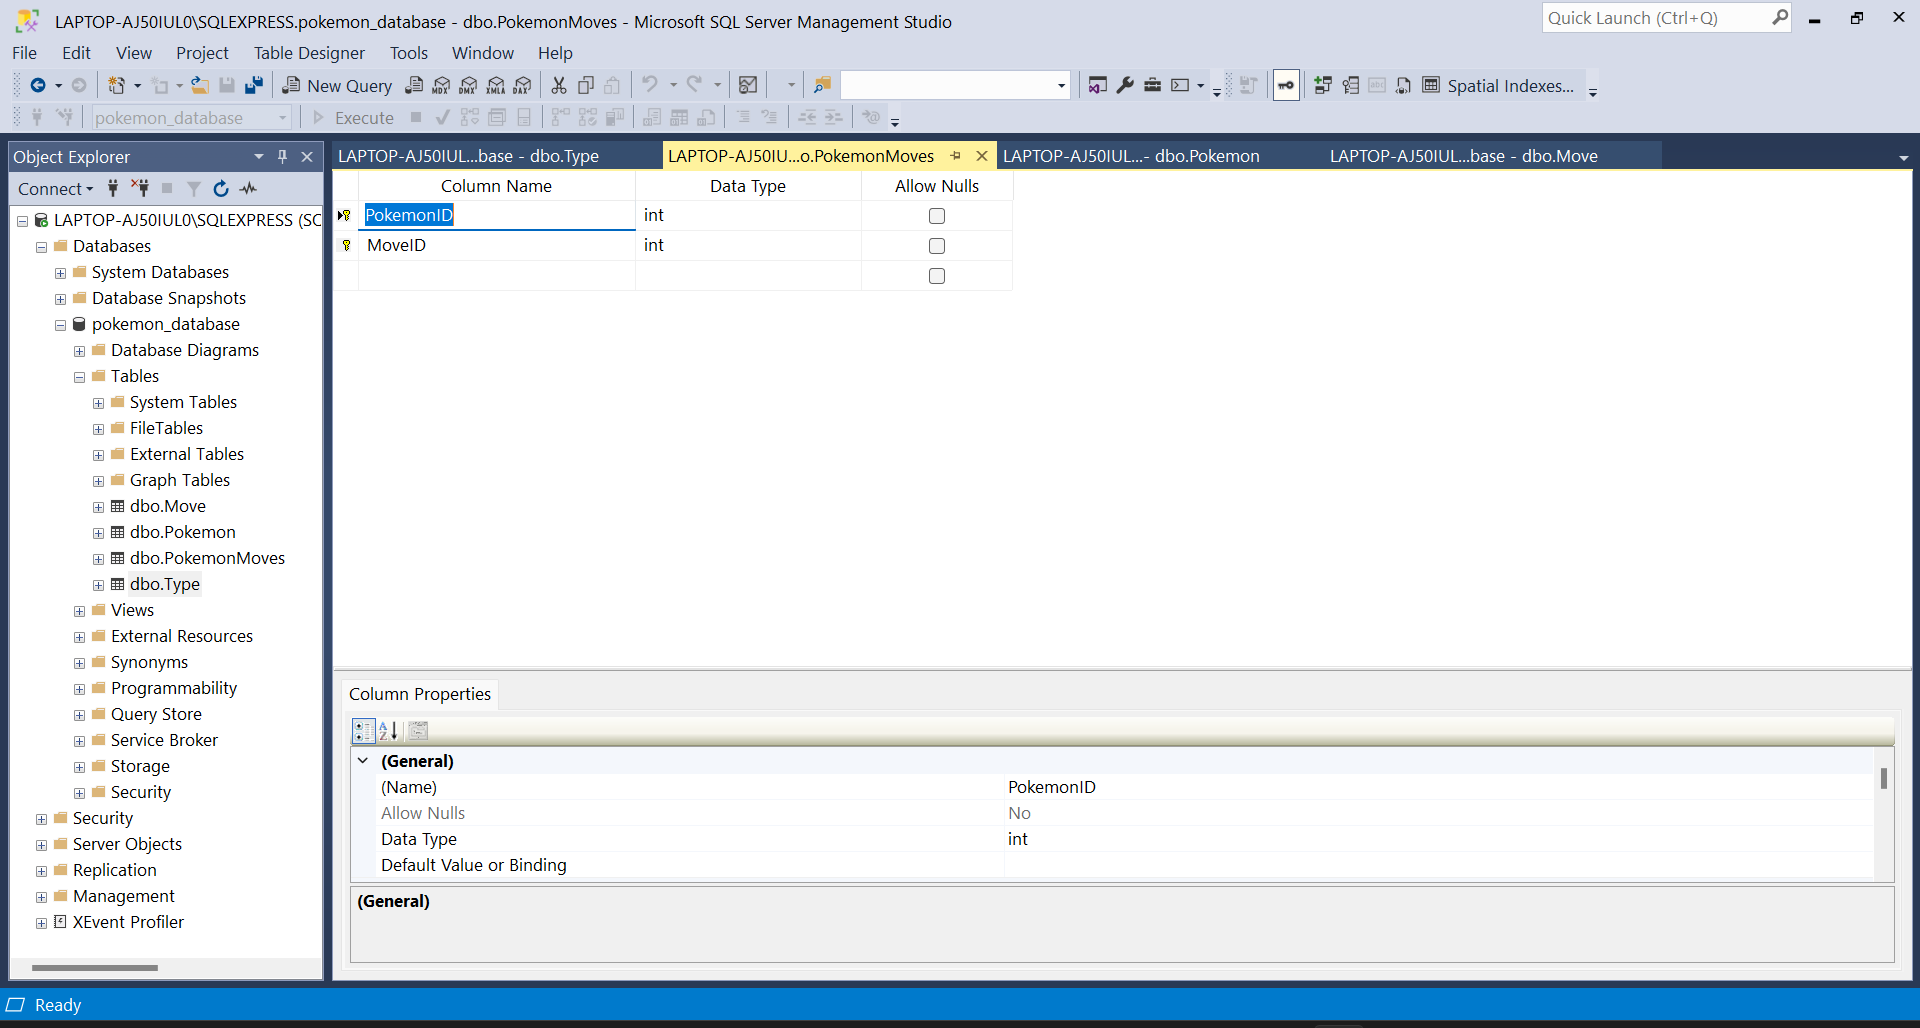 LAPTOP-AJ50IUL0\SQLEXPRESS.pokemon_database - dbo.PokemonMoves - Microsoft SQL Server Management Studio
Quick Launch (Ctrl+Q)
File Edit View Project Table Designer Tools Window Help
New Query MDX DMX XMLA DAX Spatial Indexes...
pokemon_database Execute
Object Explorer
LAPTOP-AJ50IUL...base - dbo.Type LAPTOP-AJ50IU...o.PokemonMoves LAPTOP-AJ50IUL...- dbo.Pokemon LAPTOP-AJ50IUL...base - dbo.Move
Connect
LAPTOP-AJ50IUL0\SQLEXPRESS (SC
Databases
System Databases
Database Snapshots
pokemon_database
Database Diagrams
Tables
System Tables
FileTables
External Tables
Graph Tables
dbo.Move
dbo.Pokemon
dbo.PokemonMoves
dbo.Type
Views
External Resources
Synonyms
Programmability
Query Store
Service Broker
Storage
Security
Security
Server Objects
Replication
Management
XEvent Profiler
Column Name Data Type Allow Nulls
PokemonID int
MoveID int
Column Properties
(General)
(Name) PokemonID
Allow Nulls No
Data Type int
Default Value or Binding
(General)
Ready